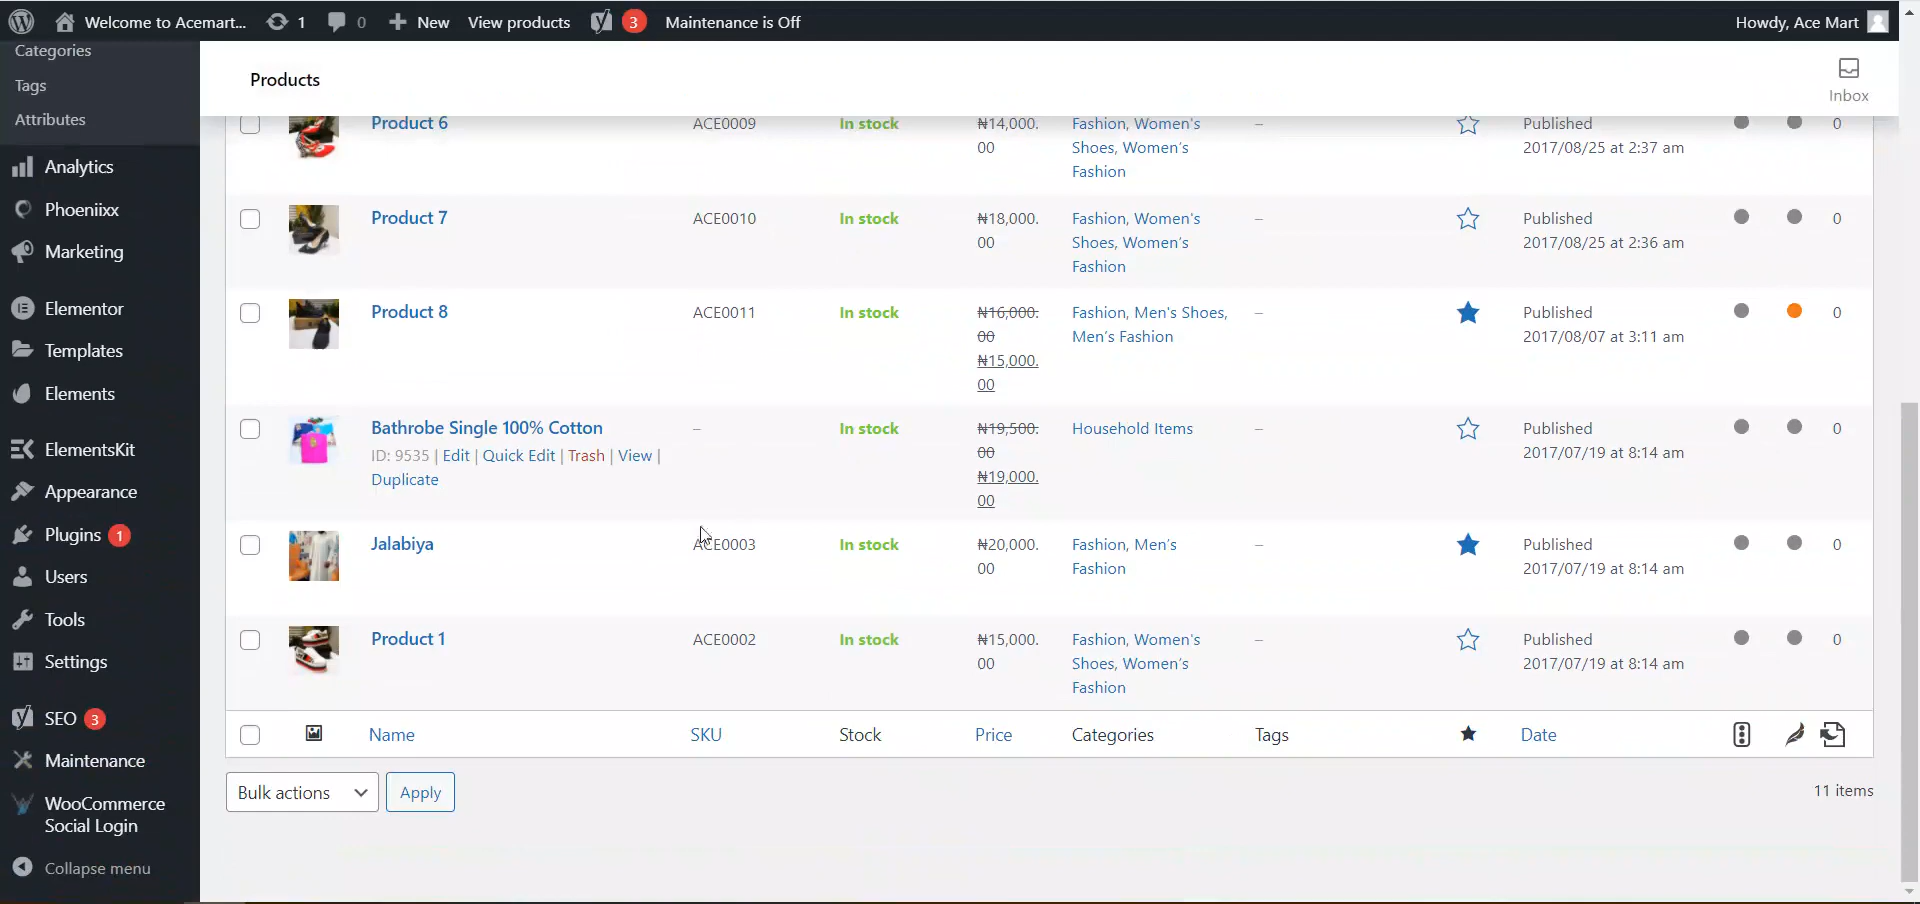 Welcome to Acemart... 1 0 New View products 3 Maintenance is Off Howdy, Ace Mart
Categories
Tags
Attributes
Analytics
Phoeniixx
Marketing
Elementor
Templates
Elements
ElementsKit
Appearance
Plugins 1
Users
Tools
Settings
SEO 3
Maintenance
WooCommerce
Social Login
Collapse menu
Products
Inbox
Product 6 ACE0009 In stock ₦14,000. Fashion, Women's – Published 0
00 Shoes, Women’s 2017/08/25 at 2:37 am
Fashion
Product 7 ACE0010 In stock ₦18,000. Fashion, Women's – Published 0
00 Shoes, Women’s 2017/08/25 at 2:36 am
Fashion
Product 8 ACE0011 In stock ₦16,000. Fashion, Men's Shoes, – Published 0
00 Men’s Fashion 2017/08/07 at 3:11 am
₦15,000.
00
Bathrobe Single 100% Cotton – In stock ₦19,500. Household Items – Published 0
ID: 9535 | Edit | Quick Edit | Trash | View | 00 2017/07/19 at 8:14 am
Duplicate ₦19,000.
00
Jalabiya ACE0003 In stock ₦20,000. Fashion, Men’s – Published 0
00 Fashion 2017/07/19 at 8:14 am
Product 1 ACE0002 In stock ₦15,000. Fashion, Women's – Published 0
00 Shoes, Women’s 2017/07/19 at 8:14 am
Fashion
Name SKU Stock Price Categories Tags Date
Bulk actions Apply 11 items